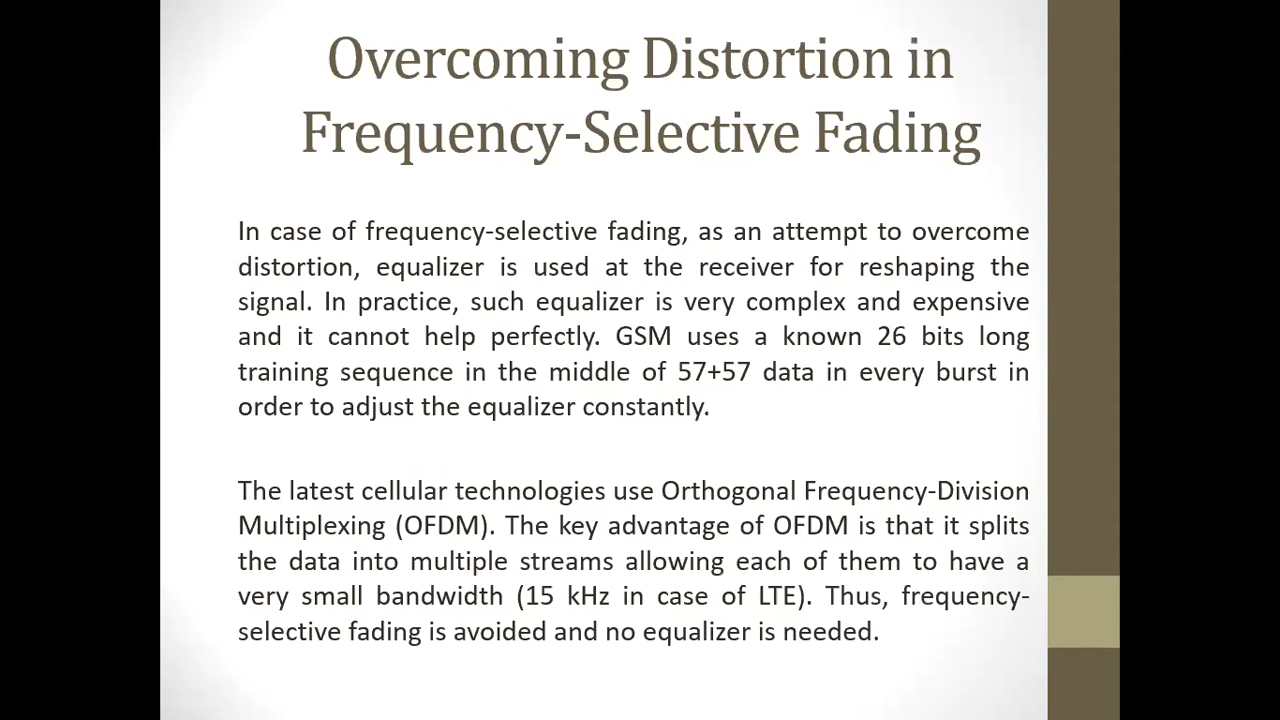 Overcoming Distortion in
Frequency-Selective Fading
In case of frequency-selective fading, as an attempt to overcome
distortion, equalizer is used at the receiver for reshaping the
signal. In practice, such equalizer is very complex and expensive
and it cannot help perfectly. GSM uses a known 26 bits long
training sequence in the middle of 57+57 data in every burst in
order to adjust the equalizer constantly.
The latest cellular technologies use Orthogonal Frequency-Division
Multiplexing (OFDM). The key advantage of OFDM is that it splits
the data into multiple streams allowing each of them to have a
very small bandwidth (15 kHz in case of LTE). Thus, frequency-
selective fading is avoided and no equalizer is needed.